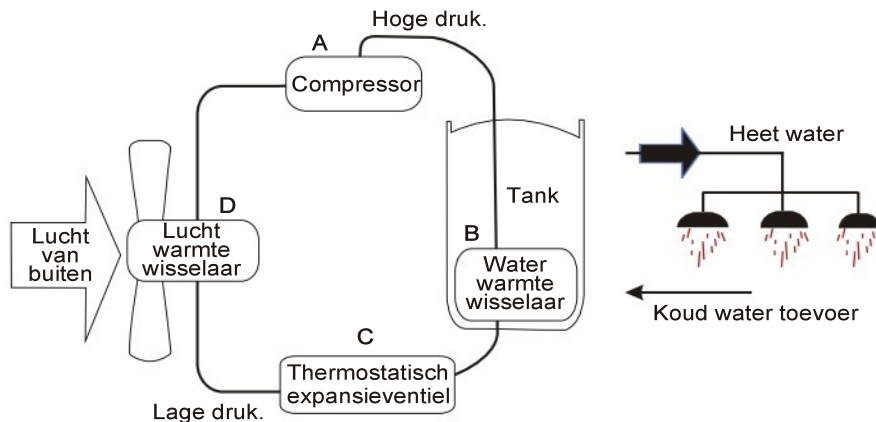 Hoge druk.
A
Compressor
Heet water
Tank
D
Lucht
warmte
wisselaar
Lucht
van
buiten
B
Water
warmte
wisselaar
Koud water toevoer
C
Thermostatisch
expansieventiel
Lage druk.